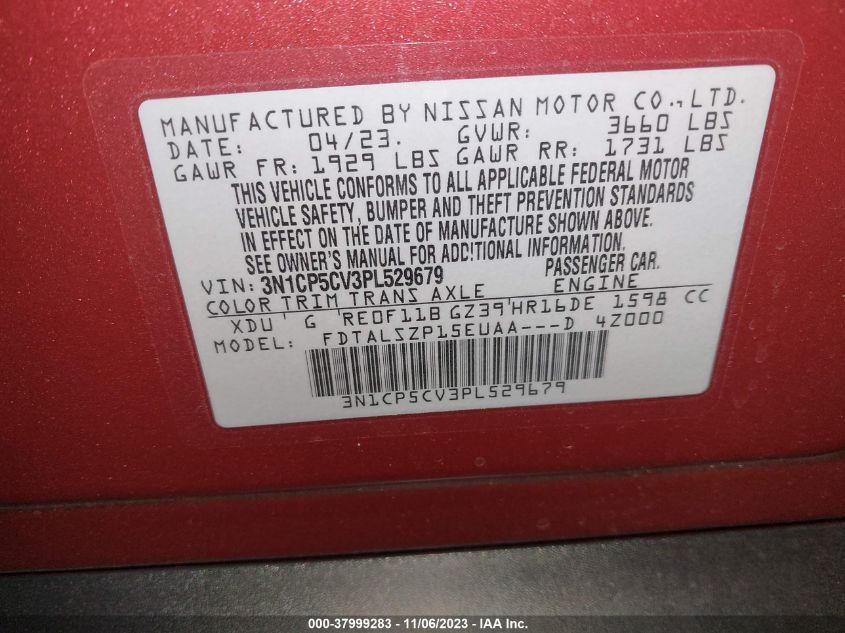 MANUFACTURED BY NISSAN MOTOR CO.,LTD.
DATE: 04/23. GVWR: 3660 LBS
GAWR FR: 1929 LBS GAWR RR: 1731 LBS
THIS VEHICLE CONFORMS TO ALL APPLICABLE FEDERAL MOTOR
VEHICLE SAFETY, BUMPER AND THEFT PREVENTION STANDARDS
IN EFFECT ON THE DATE OF MANUFACTURE SHOWN ABOVE.
SEE OWNER'S MANUAL FOR ADDITIONAL INFORMATION.
VIN: 3N1CP5CV3PL529679 PASSENGER CAR.
COLOR TRIM TRANS AXLE ENGINE
XDU ' G 'RE0F11B GZ39'HR16DE 1598 CC
MODEL: FDTALSZP15EUAA---D 4Z000
3N1CP5CV3PL529679
000-37999283 - 11/06/2023 - IAA Inc.